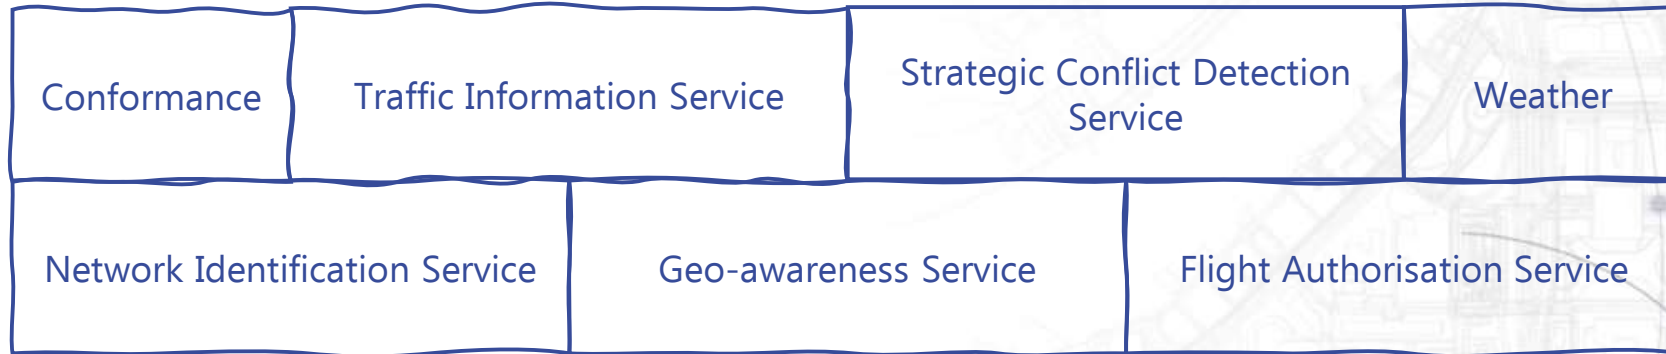 Conformance
Traffic Information Service
Strategic Conflict Detection
Service
Weather
Network Identification Service
Geo-awareness Service
Flight Authorisation Service